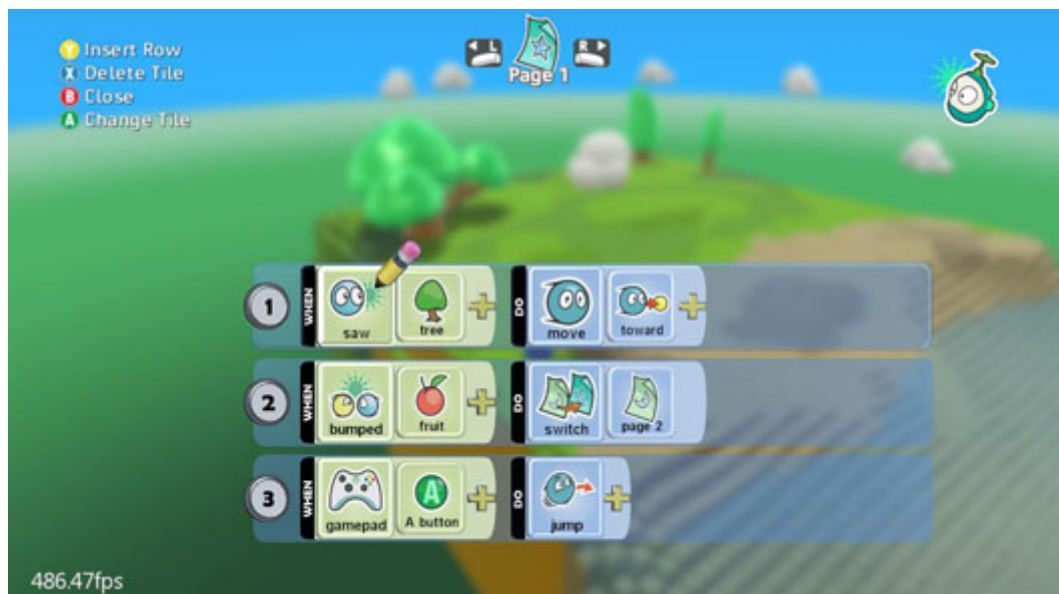 Y Insert Row
X Delete Tile
B Close
A Change Tile
L R
Page 1
1 WHEN saw tree DO move toward
2 WHEN bumped fruit DO switch page 2
3 WHEN gamepad A A button DO jump
486.47fps